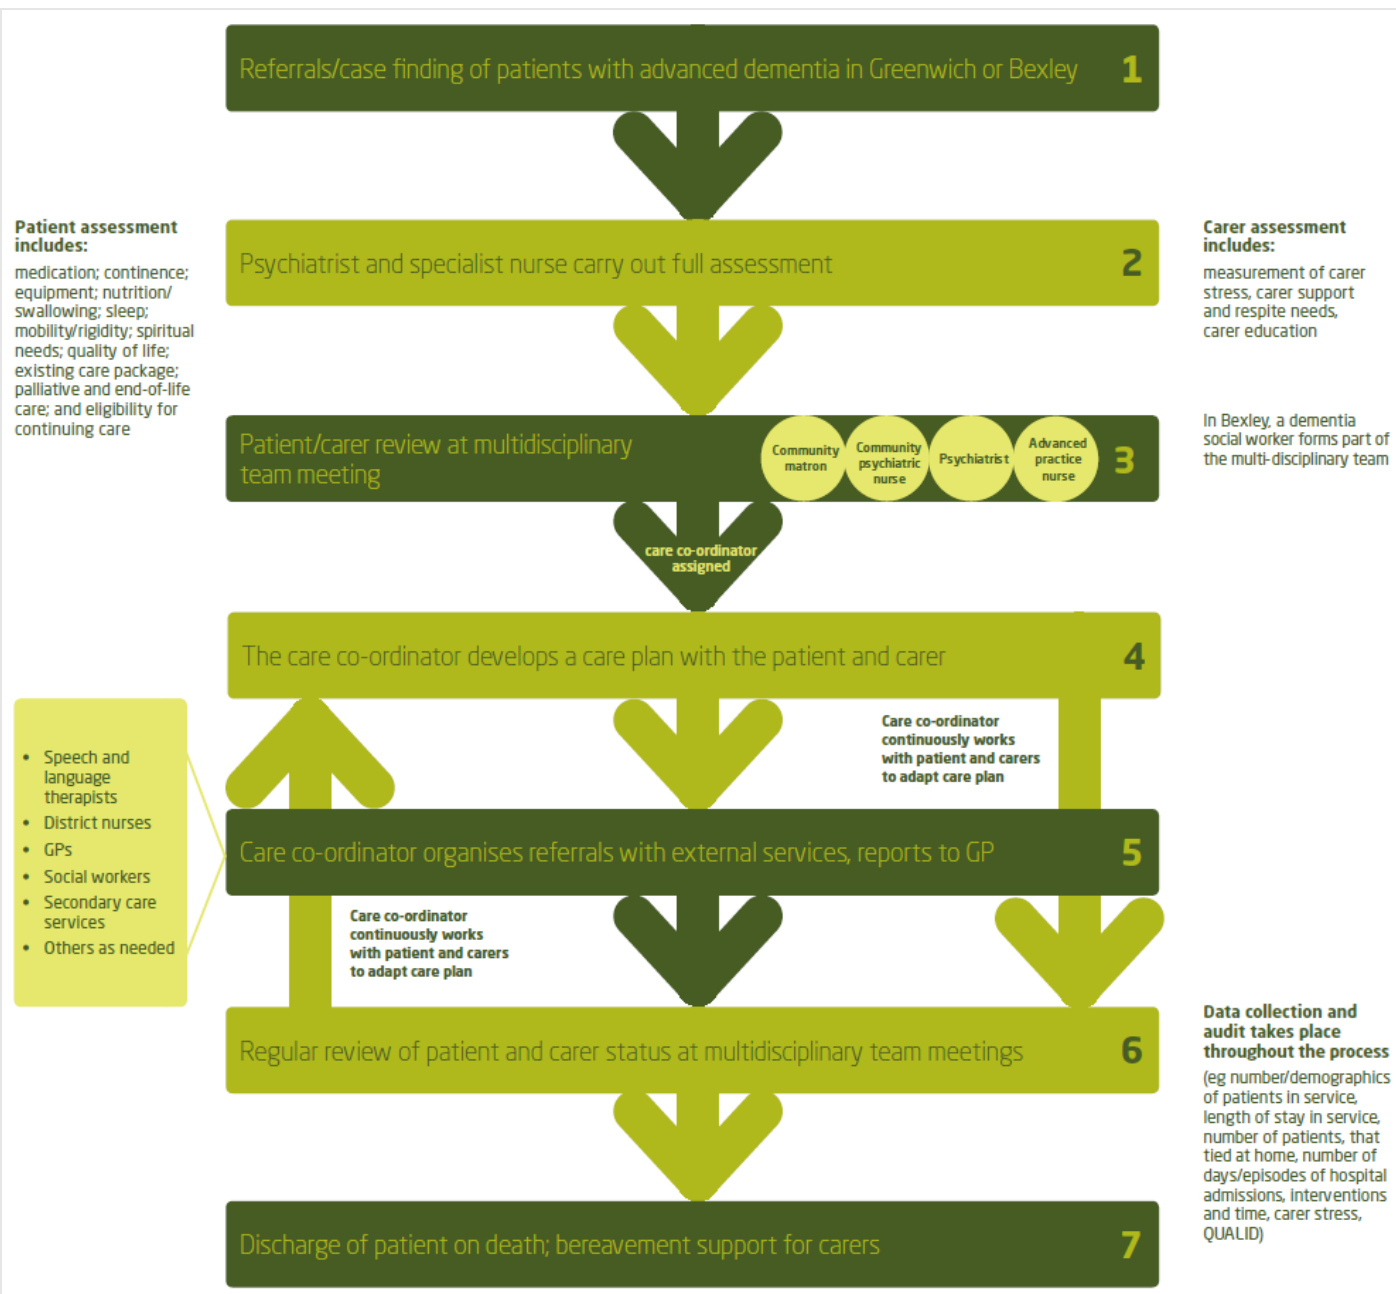 Referrals/case finding of patients with advanced dementia in Greenwich or Bexley 1
Patient assessment
includes:
medication; continence;
equipment; nutrition/
swallowing; sleep;
mobility/rigidity; spiritual
needs; quality of life;
existing care package;
palliative and end-of-life
care; and eligibility for
continuing care
Psychiatrist and specialist nurse carry out full assessment 2
Carer assessment
includes:
measurement of carer
stress, carer support
and respite needs,
carer education
Patient/carer review at multidisciplinary
team meeting
Community
matron
Community
psychiatric
nurse
Psychiatrist
Advanced
practice
nurse
3
In Bexley, a dementia
social worker forms part of
the multi-disciplinary team
care co-ordinator
assigned
The care co-ordinator develops a care plan with the patient and carer 4
Care co-ordinator
continuously works
with patient and carers
to adapt care plan
• Speech and
language
therapists
• District nurses
• GPs
• Social workers
• Secondary care
services
• Others as needed
Care co-ordinator organises referrals with external services, reports to GP 5
Care co-ordinator
continuously works
with patient and carers
to adapt care plan
Regular review of patient and carer status at multidisciplinary team meetings 6
Data collection and
audit takes place
throughout the process
(eg number/demographics
of patients in service,
length of stay in service,
number of patients, that
tied at home, number of
days/episodes of hospital
admissions, interventions
and time, carer stress,
QUALID)
Discharge of patient on death; bereavement support for carers 7